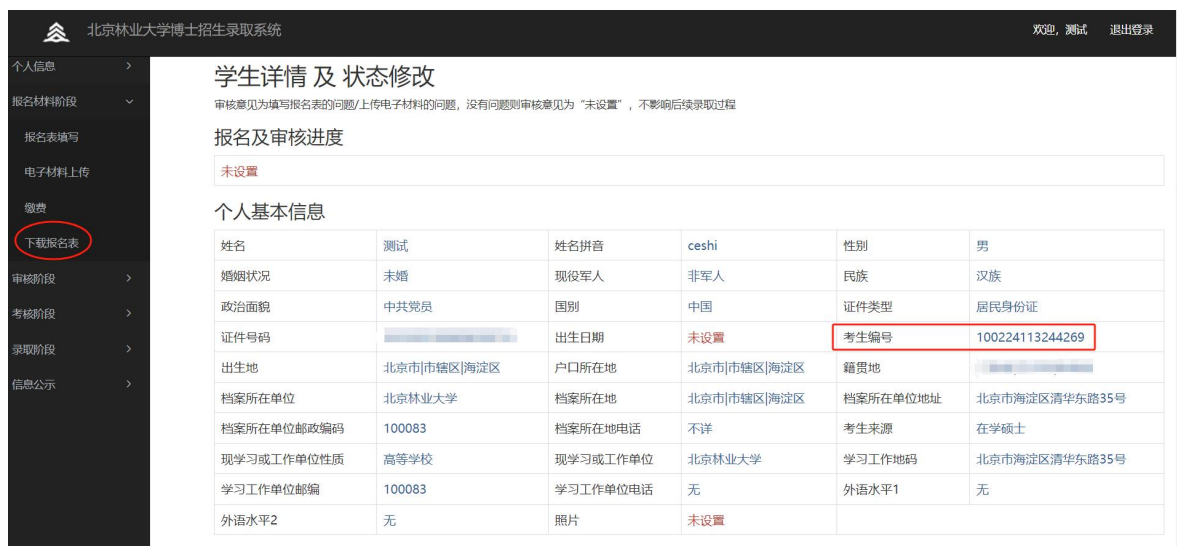 北京林业大学博士招生录取系统
欢迎，测试 退出登录
个人信息
报名材料阶段
报名表填写
电子材料上传
缴费
下载报名表
审核阶段
考核阶段
录取阶段
信息公示
学生详情 及 状态修改
审核意见为填写报名表的问题/上传电子材料的问题，没有问题则审核意见为“未设置”，不影响后续录取过程
报名及审核进度
未设置
个人基本信息
姓名 测试 姓名拼音 ceshi 性别 男
婚姻状况 未婚 现役军人 非军人 民族 汉族
政治面貌 中共党员 国别 中国 证件类型 居民身份证
证件号码 出生日期 未设置 考生编号 100224113244269
出生地 北京市|市辖区|海淀区 户口所在地 北京市|市辖区|海淀区 籍贯地
档案所在单位 北京林业大学 档案所在地 北京市|市辖区|海淀区 档案所在单位地址 北京市海淀区清华东路35号
档案所在单位邮政编码 100083 档案所在地电话 不详 考生来源 在学硕士
现学习或工作单位性质 高等学校 现学习或工作单位 北京林业大学 学习工作地码 北京市海淀区清华东路35号
学习工作单位邮编 100083 学习工作单位电话 无 外语水平1 无
外语水平2 无 照片 未设置